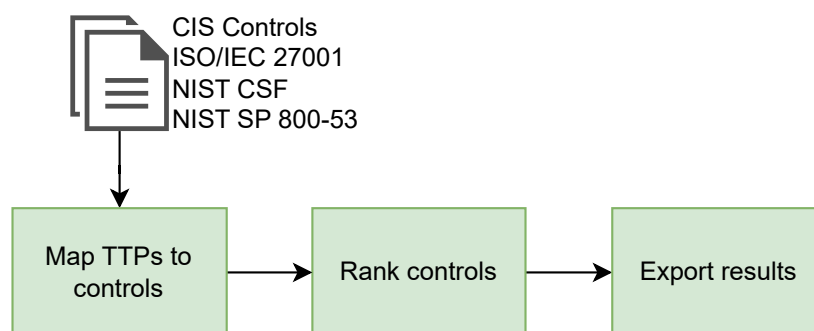 CIS Controls
ISO/IEC 27001
NIST CSF
NIST SP 800-53
Map TTPs to
controls
Rank controls
Export results